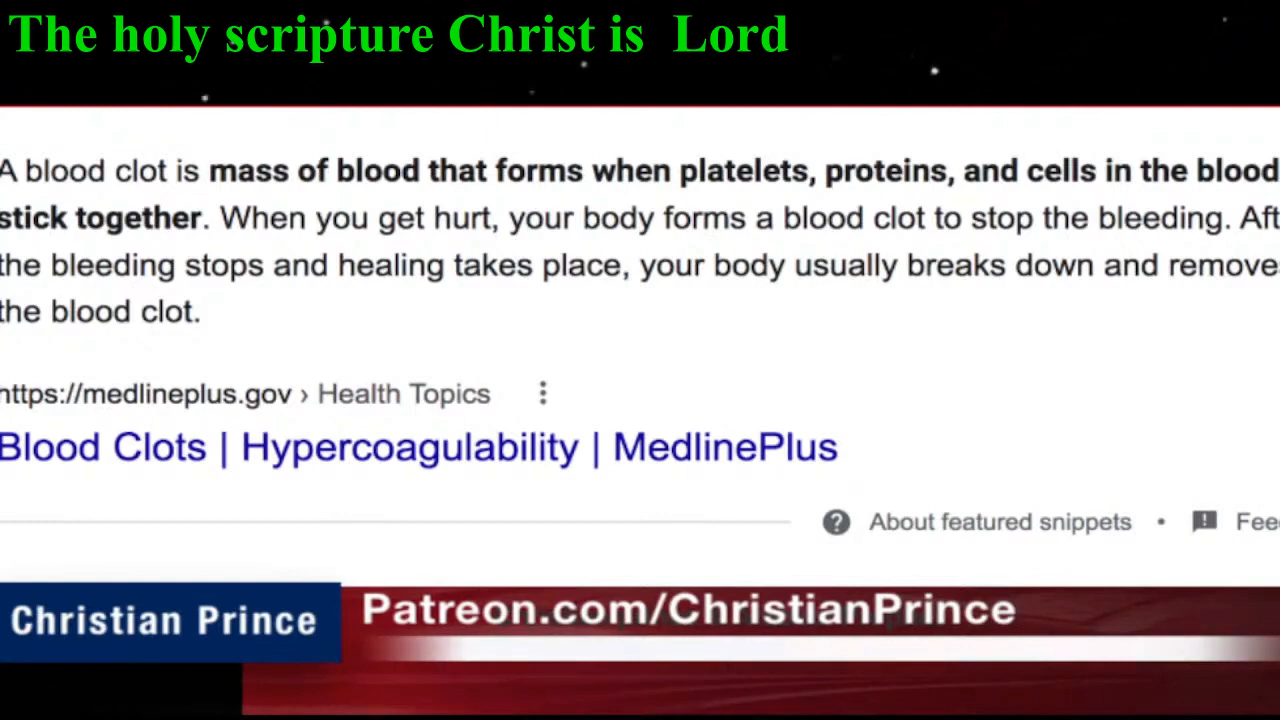 The holy scripture Christ is Lord
A blood clot is mass of blood that forms when platelets, proteins, and cells in the blood
stick together. When you get hurt, your body forms a blood clot to stop the bleeding. Aft
the bleeding stops and healing takes place, your body usually breaks down and removes
the blood clot.
https://medlineplus.gov › Health Topics
Blood Clots | Hypercoagulability | MedlinePlus
About featured snippets • Fee
Christian Prince
Patreon.com/ChristianPrince